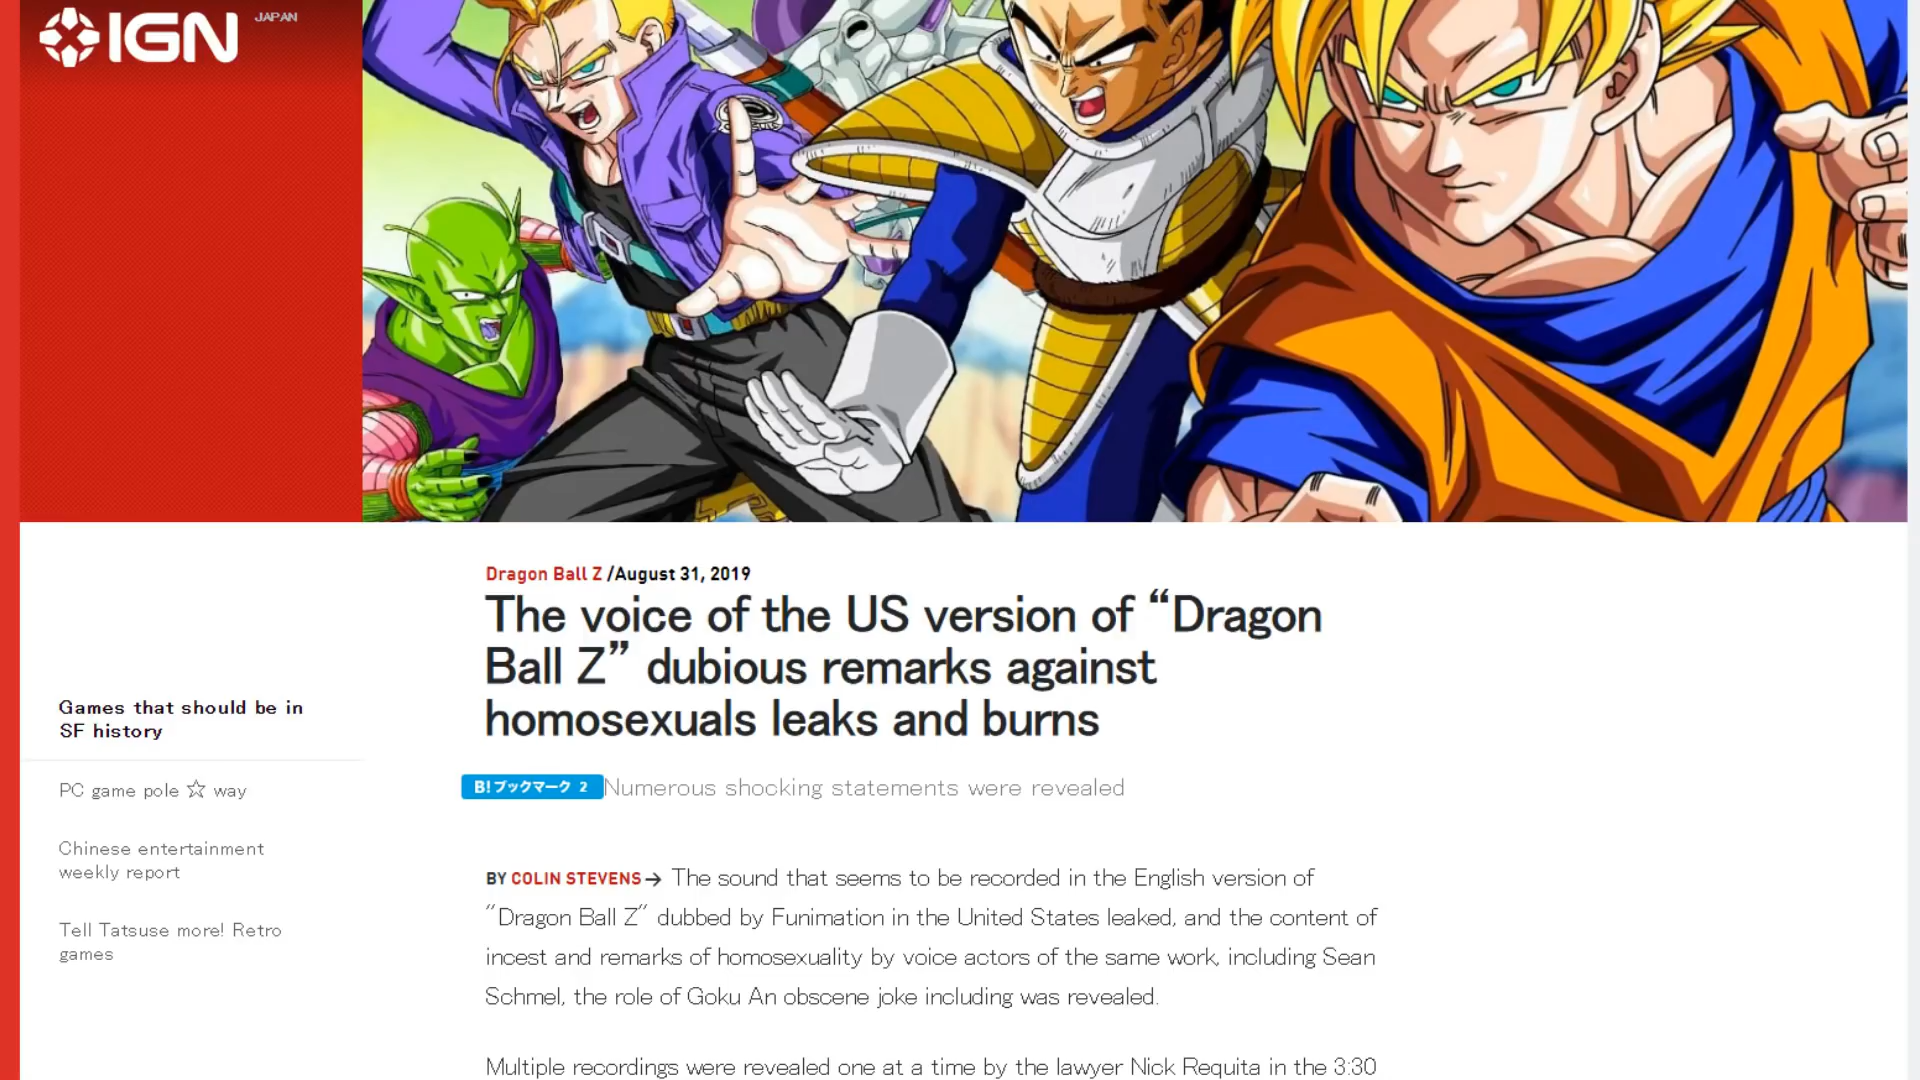 IGN JAPAN
Dragon Ball Z /August 31, 2019
The voice of the US version of “Dragon
Ball Z” dubious remarks against
homosexuals leaks and burns
B! ブックマーク 2 Numerous shocking statements were revealed
BY COLIN STEVENS → The sound that seems to be recorded in the English version of
"Dragon Ball Z" dubbed by Funimation in the United States leaked, and the content of
incest and remarks of homosexuality by voice actors of the same work, including Sean
Schmel, the role of Goku An obscene joke including was revealed.
Multiple recordings were revealed one at a time by the lawyer Nick Requita in the 3:30
Games that should be in
SF history
PC game pole ☆ way
Chinese entertainment
weekly report
Tell Tatsuse more! Retro
games